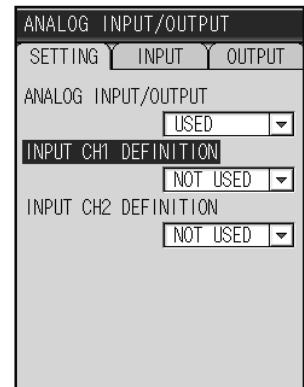 ANALOG INPUT/OUTPUT
SETTING INPUT OUTPUT
ANALOG INPUT/OUTPUT
USED
INPUT CH1 DEFINITION
NOT USED
INPUT CH2 DEFINITION
NOT USED